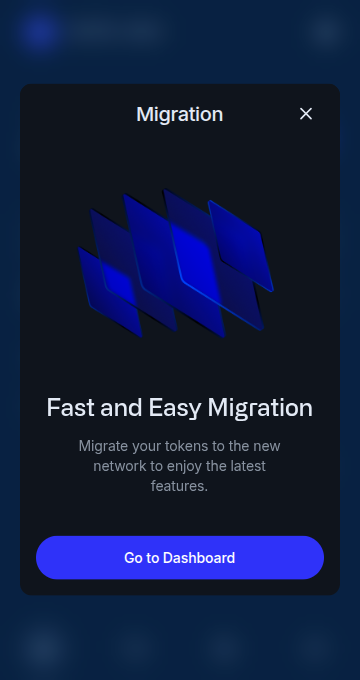 Migration
Fast and Easy Migration
Migrate your tokens to the new
network to enjoy the latest
features.
Go to Dashboard